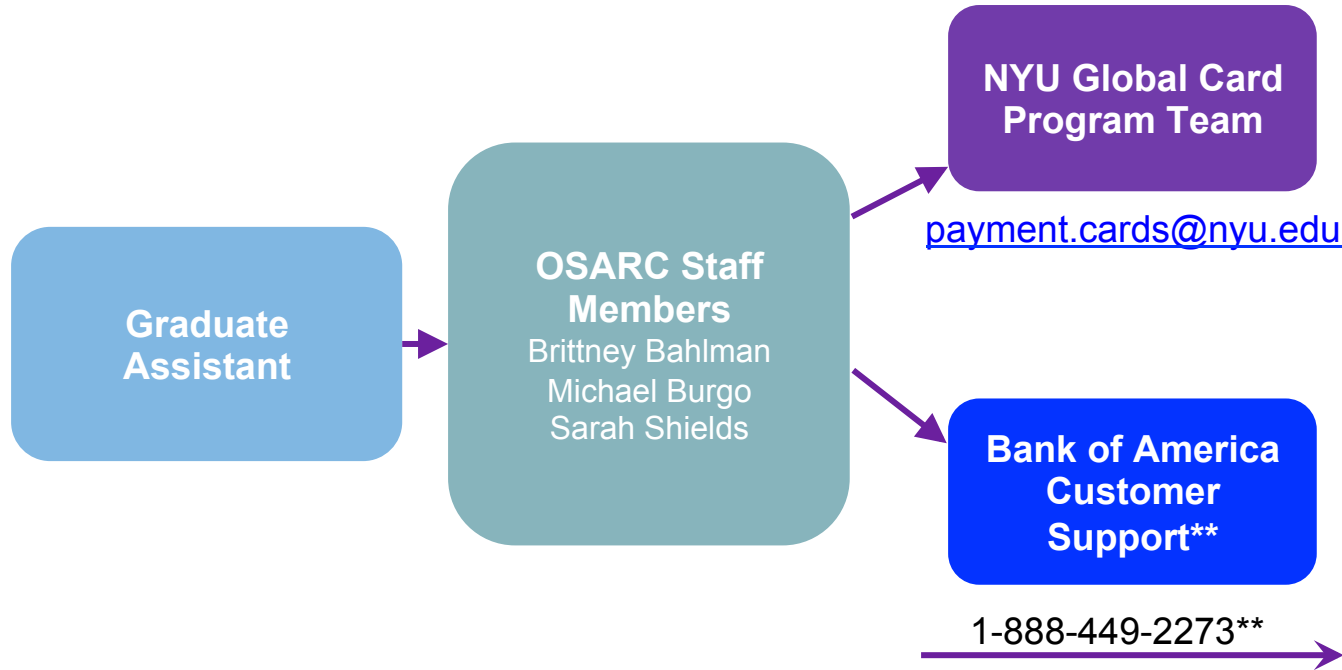 Graduate
Assistant
OSARC Staff
Members
Brittney Bahlman
Michael Burgo
Sarah Shields
NYU Global Card
Program Team
payment.cards@nyu.edu
Bank of America
Customer
Support**
1-888-449-2273**